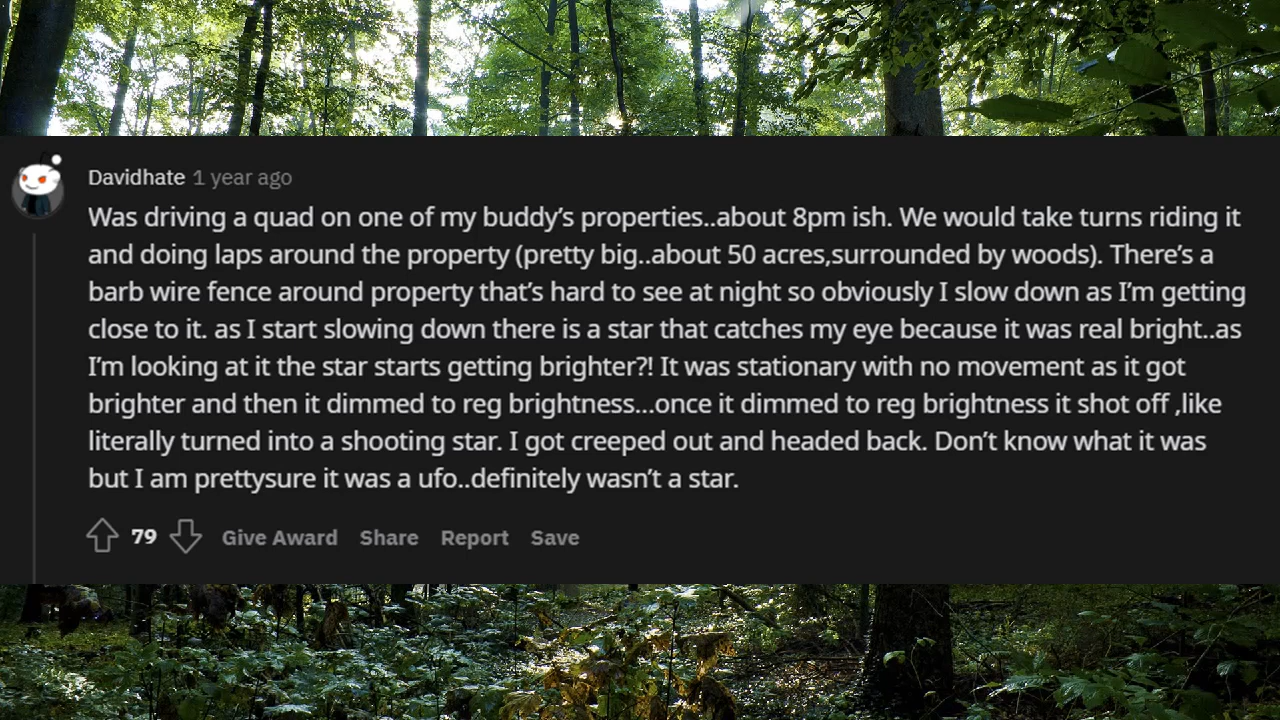 Davidhate 1 year ago
Was driving a quad on one of my buddy’s properties..about 8pm ish. We would take turns riding it
and doing laps around the property (pretty big..about 50 acres,surrounded by woods). There’s a
barb wire fence around property that’s hard to see at night so obviously I slow down as I’m getting
close to it. as I start slowing down there is a star that catches my eye because it was real bright..as
I’m looking at it the star starts getting brighter?! It was stationary with no movement as it got
brighter and then it dimmed to reg brightness...once it dimmed to reg brightness it shot off ,like
literally turned into a shooting star. I got creeped out and headed back. Don’t know what it was
but I am prettysure it was a ufo..definitely wasn’t a star.
79 Give Award Share Report Save